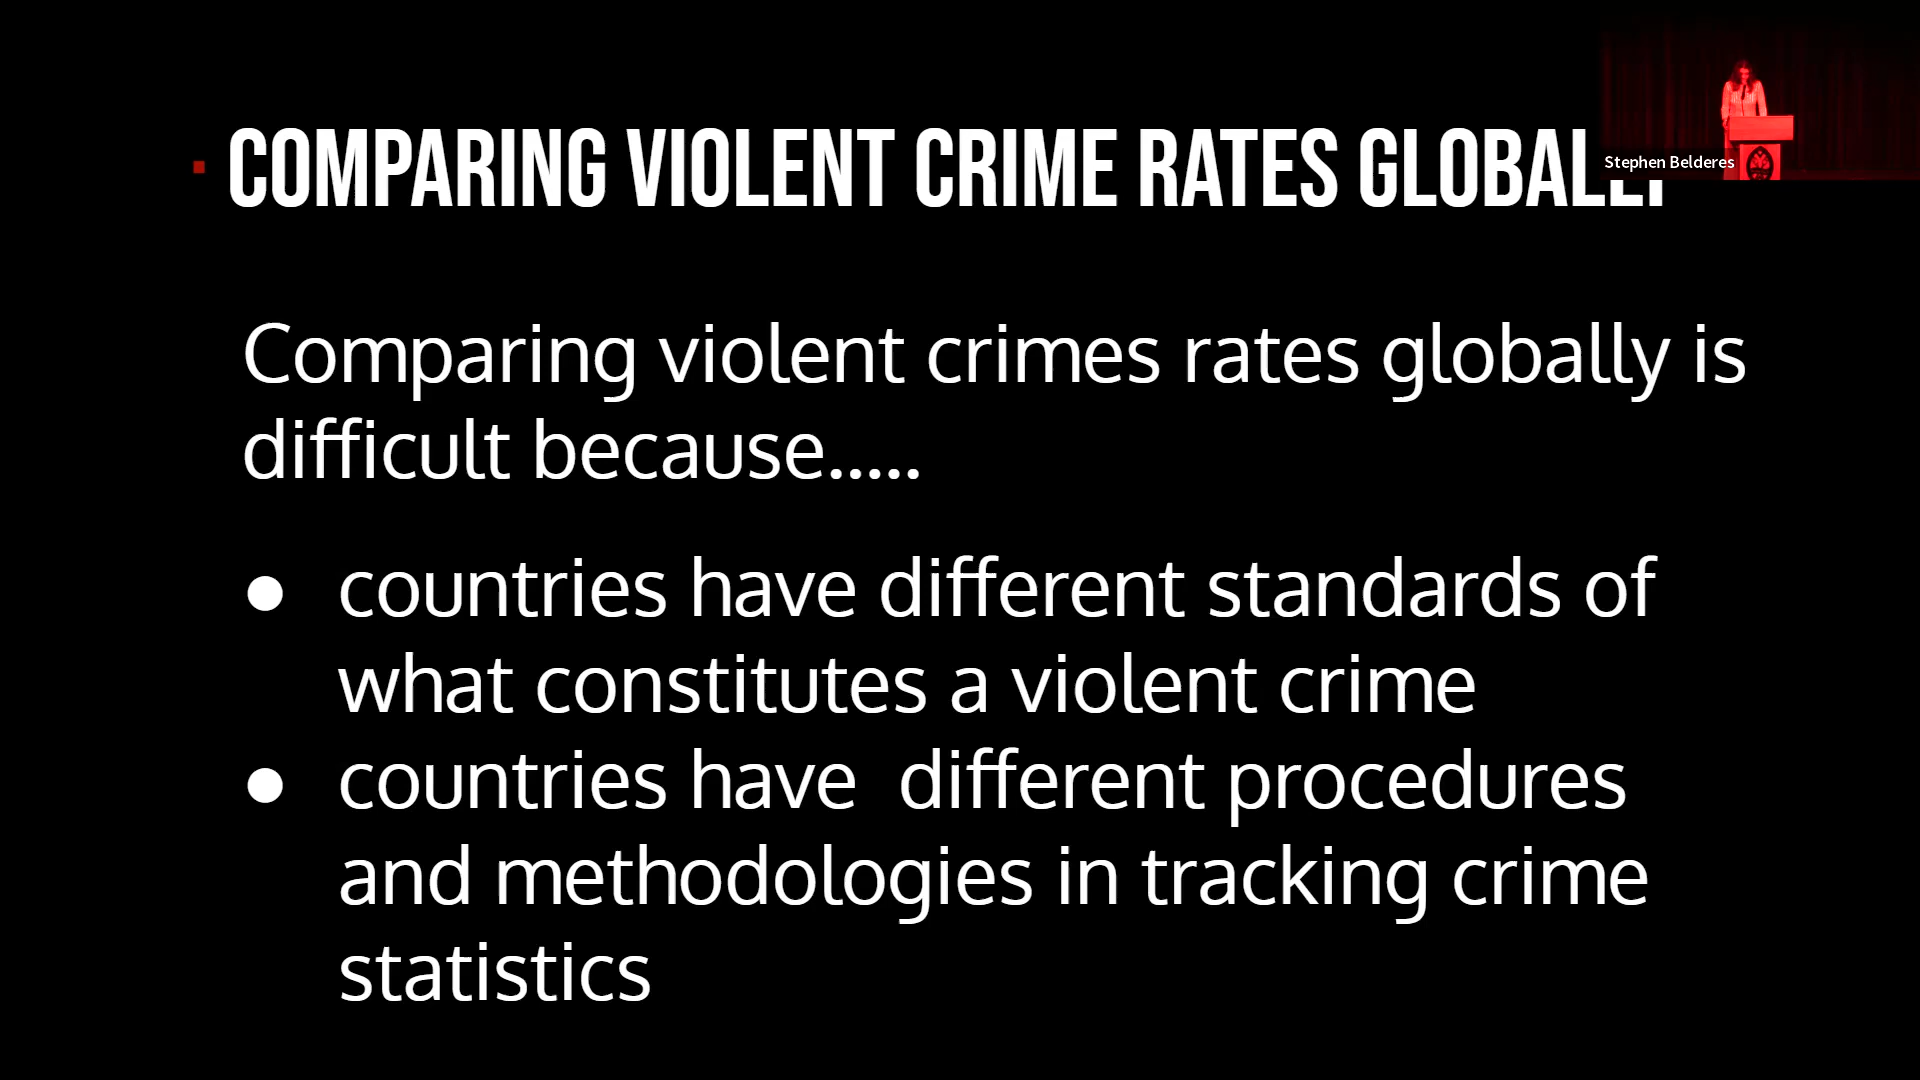 COMPARING VIOLENT CRIME RATES GLOBALLY
Stephen Belderes
Comparing violent crimes rates globally is
difficult because.....
● countries have different standards of
what constitutes a violent crime
● countries have  different procedures
and methodologies in tracking crime
statistics